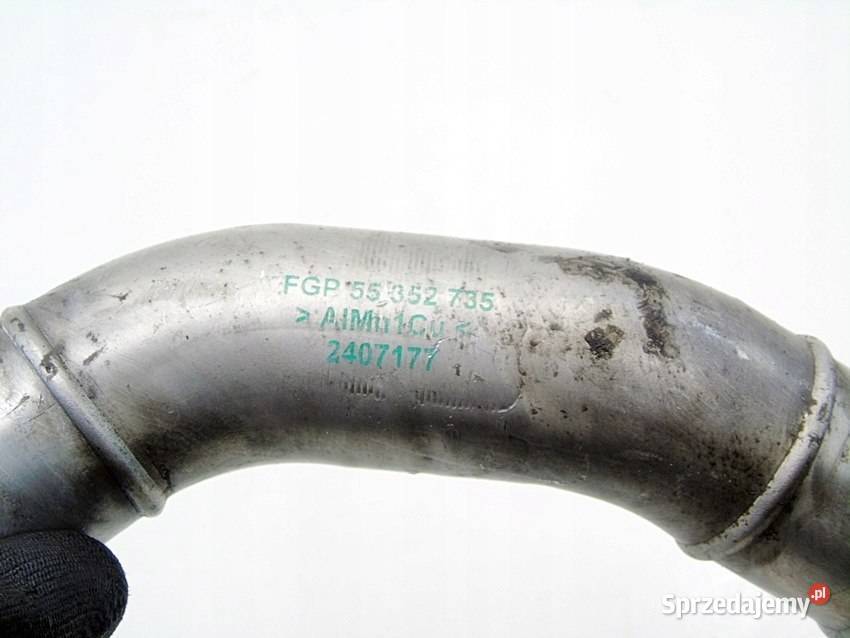 FGP 55 352 735
> AlMn1Cu <
2407177
Sprzedajemy.pl